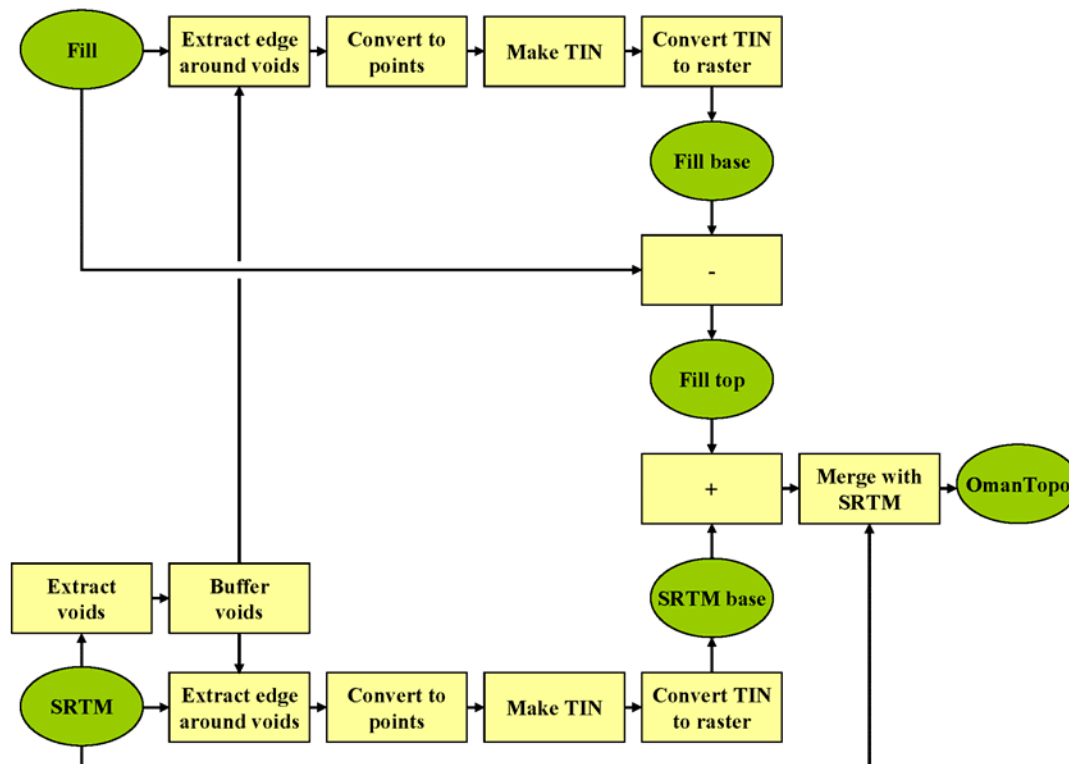 Fill
Extract edge
around voids
Convert to
points
Make TIN
Convert TIN
to raster
Fill base
-
Fill top
+
Merge with
SRTM
OmanTopo
Extract
voids
Buffer
voids
SRTM base
SRTM
Extract edge
around voids
Convert to
points
Make TIN
Convert TIN
to raster